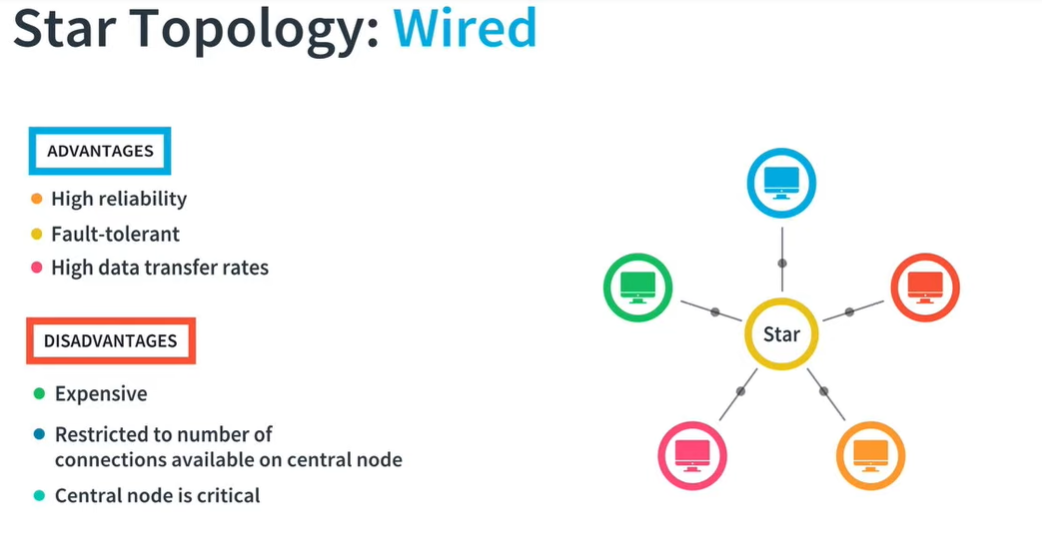 Star Topology: Wired
ADVANTAGES
High reliability
Fault-tolerant
High data transfer rates
DISADVANTAGES
Expensive
Restricted to number of
connections available on central node
Central node is critical
Star